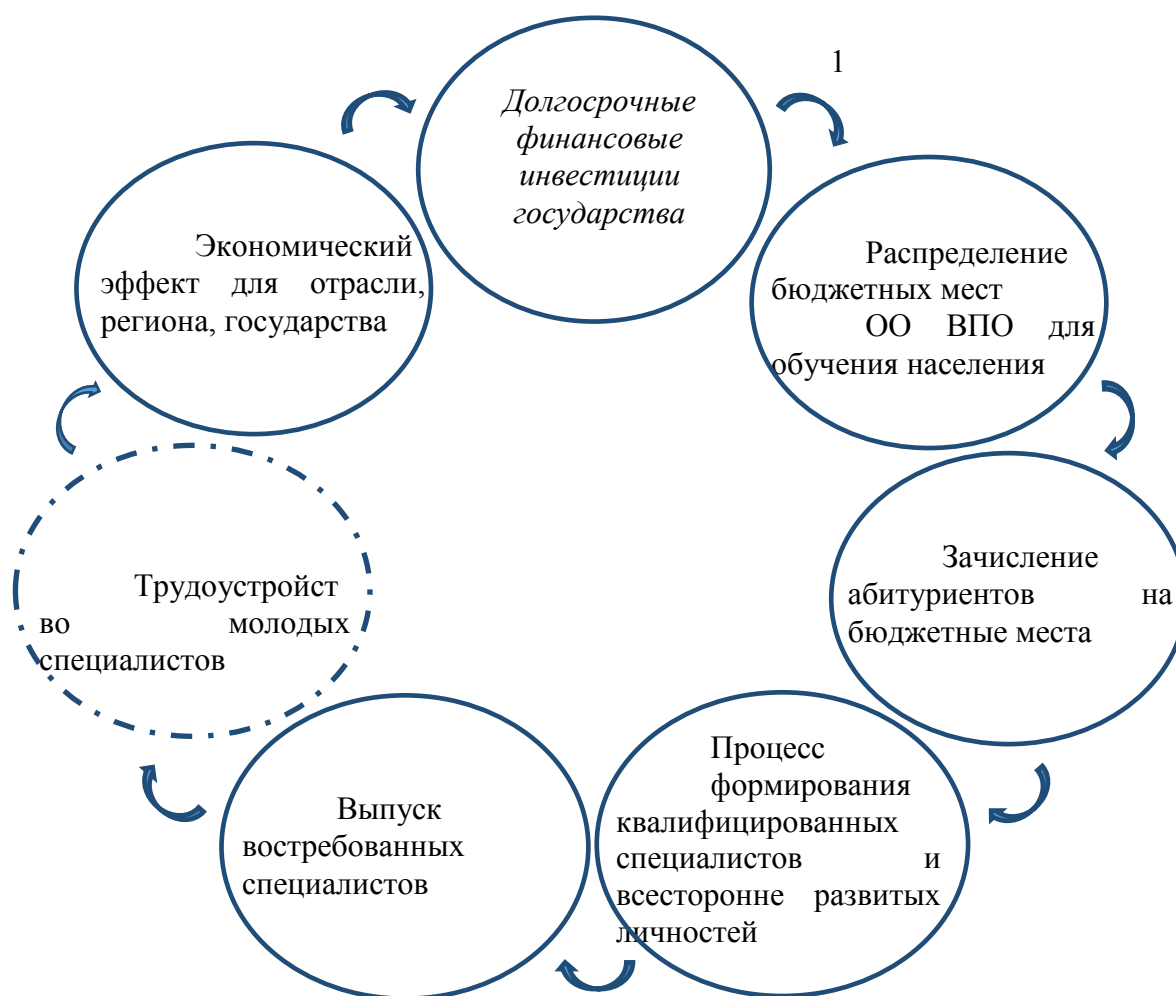 1
Долгосрочные
финансовые
инвестиции
государства
Распределение
бюджетных мест
ОО ВПО для
обучения населения
Зачисление
абитуриентов на
бюджетные места
Процесс
формирования
квалифицированных
специалистов и
всесторонне развитых
личностей
Выпуск
востребованных
специалистов
Трудоустройст
во молодых
специалистов
Экономический
эффект для отрасли,
региона, государства